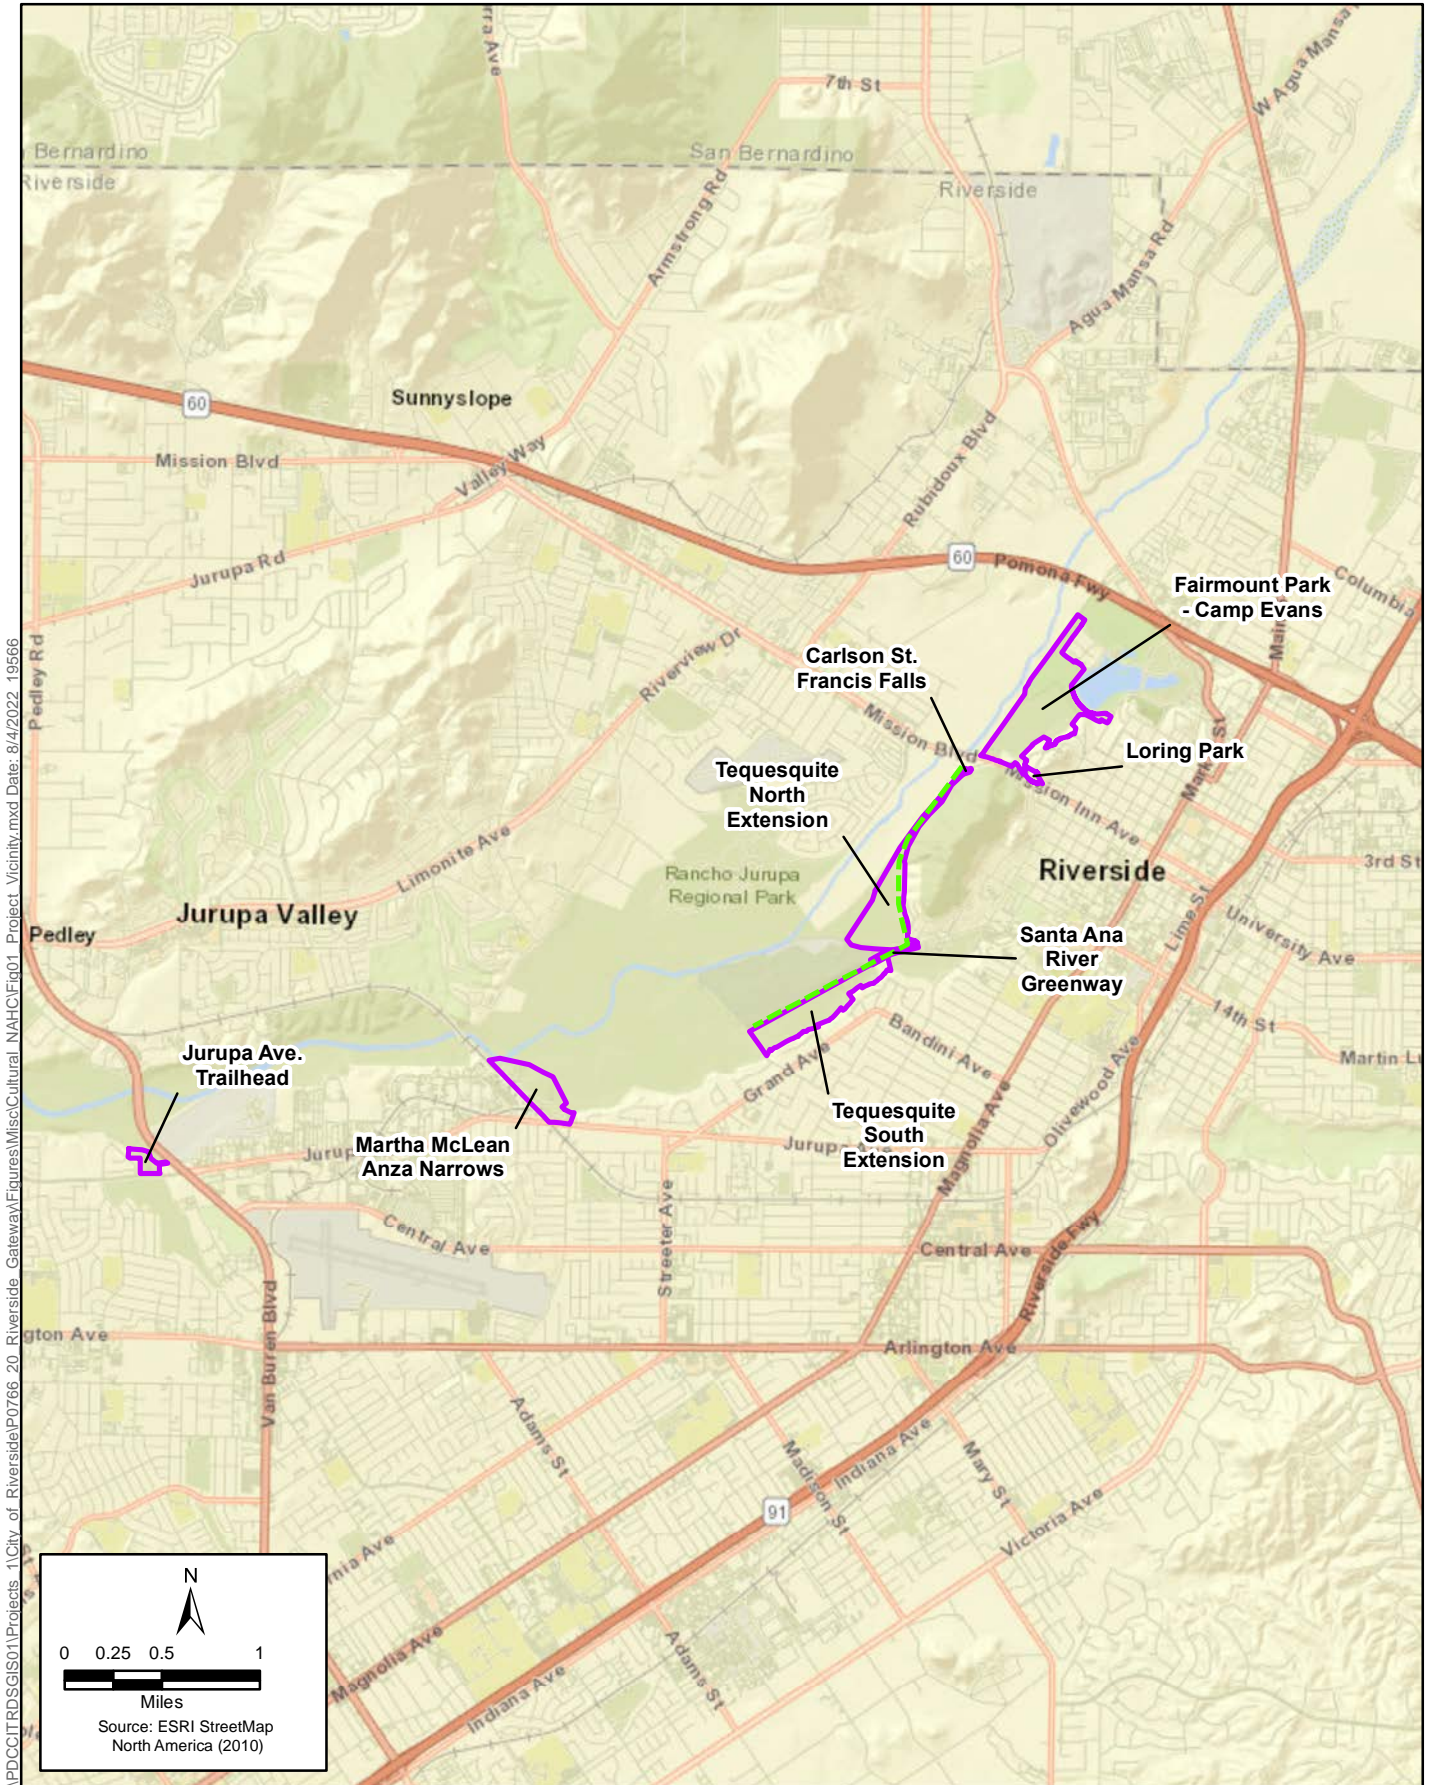 7th St
W Agua Mansa
Bernardino
San Bernardino
Riverside
Riverside
Armstrong Rd
Agua Mansa Rd
60
Sunnyslope
Mission Blvd
Valley Way
Rubidoux Blvd
Jurupa Rd
60
Pomona Fwy
Columbia
Fairmount Park
- Camp Evans
Pedley Rd
Riverview Dr
Carlson St.
Francis Falls
Mission Blvd
Loring Park
Tequesquite
North
Extension
Mission Inn Ave
Limonite Ave
Rancho Jurupa
Regional Park
Riverside
3rd St
Jurupa Valley
Pedley
Lime St
University Ave
Santa Ana
River
Greenway
14th St
Bandini Ave
Martin L
Jurupa Ave.
Trailhead
Grand Ave
Olivewood Ave
Magnolia Ave
Tequesquite
South
Extension
Martha McLean
Anza Narrows
Streeter Ave
Central Ave
Central Ave
Riverside Fwy
Van Buren Blvd
gton Ave
Arlington Ave
Adams St
Madison St
Indiana Ave
Mary St
91
Victoria Ave
nia Ave
Magnolia Ave
Adams St
Indiana Ave
N
0 0.25 0.5 1
Miles
Source: ESRI StreetMap
North America (2010)
\PDCCITRDSGIS01\Projects_1\City_of_Riverside\P0766_20_Riverside_Gateway\Figures\Misc\Cultural_NAHC\Fig01_Project_Vicinity.mxd Date: 8/4/2022 19566